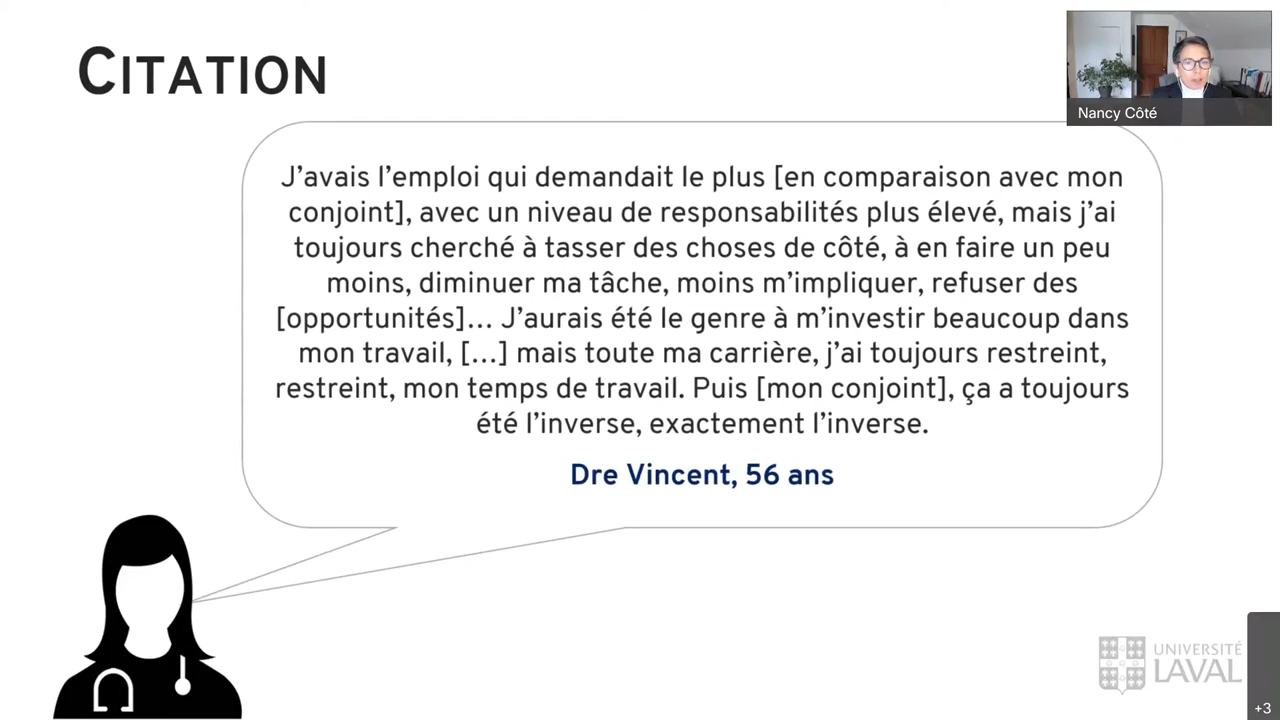 CITATION
Nancy Côté
J’avais l’emploi qui demandait le plus [en comparaison avec mon
conjoint], avec un niveau de responsabilités plus élevé, mais j’ai
toujours cherché à tasser des choses de côté, à en faire un peu
moins, diminuer ma tâche, moins m’impliquer, refuser des
[opportunités]… J’aurais été le genre à m’investir beaucoup dans
mon travail, […] mais toute ma carrière, j’ai toujours restreint,
restreint, mon temps de travail. Puis [mon conjoint], ça a toujours
été l’inverse, exactement l’inverse.
Dre Vincent, 56 ans
UNIVERSITÉ
LAVAL
+3